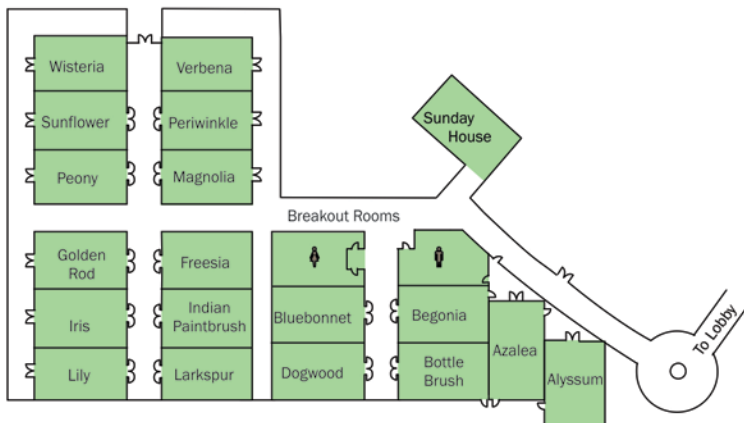 Wisteria
Verbena
Sunflower
Periwinkle
Sunday
House
Peony
Magnolia
Breakout Rooms
Golden
Rod
Freesia
Iris
Indian
Paintbrush
Bluebonnet
Begonia
Lily
Larkspur
Dogwood
Bottle
Brush
Azalea
Alyssum
To Lobby